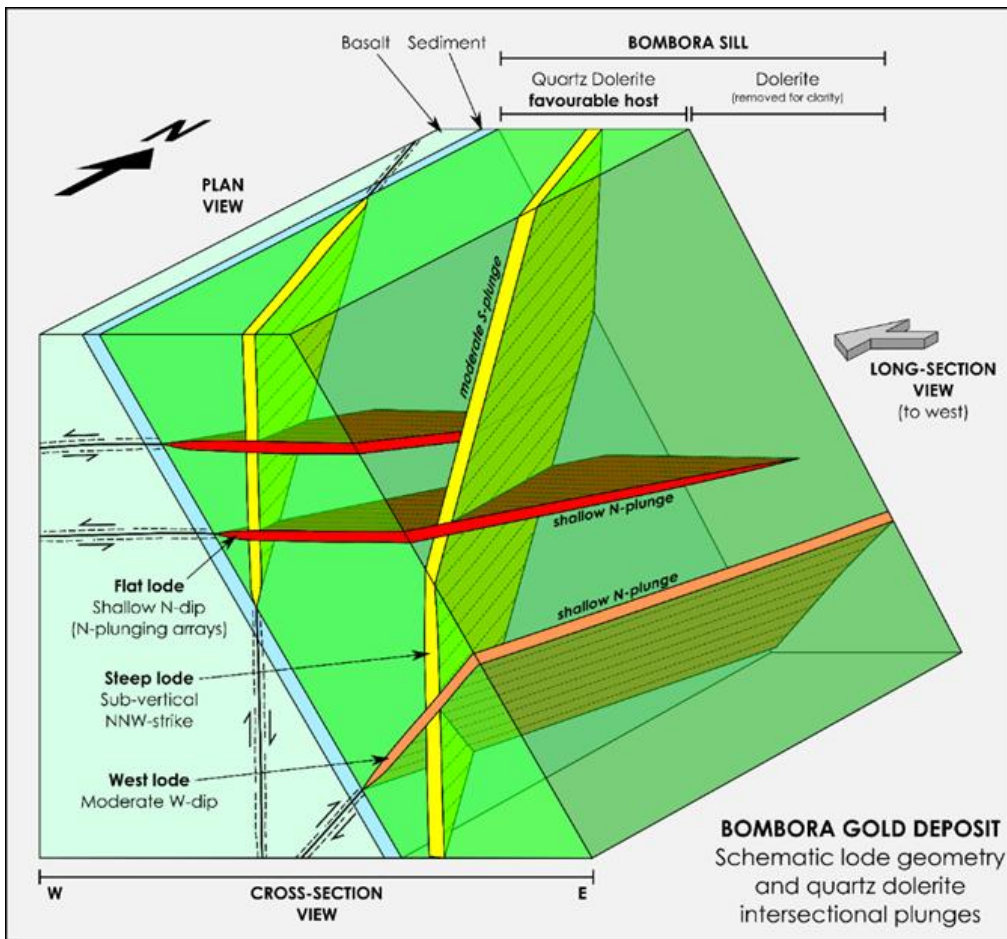 Basalt
Sediment
BOMBORA SILL
Quartz Dolerite
favourable host
Dolerite
(removed for clarity)
N
PLAN
VIEW
moderate S-plunge
LONG-SECTION
VIEW
(to west)
shallow N-plunge
shallow N-plunge
Flat lode
Shallow N-dip
(N-plunging arrays)
Steep lode
Sub-vertical
NNW-strike
West lode
Moderate W-dip
BOMBORA GOLD DEPOSIT
Schematic lode geometry
and quartz dolerite
intersectional plunges
W
CROSS-SECTION
VIEW
E